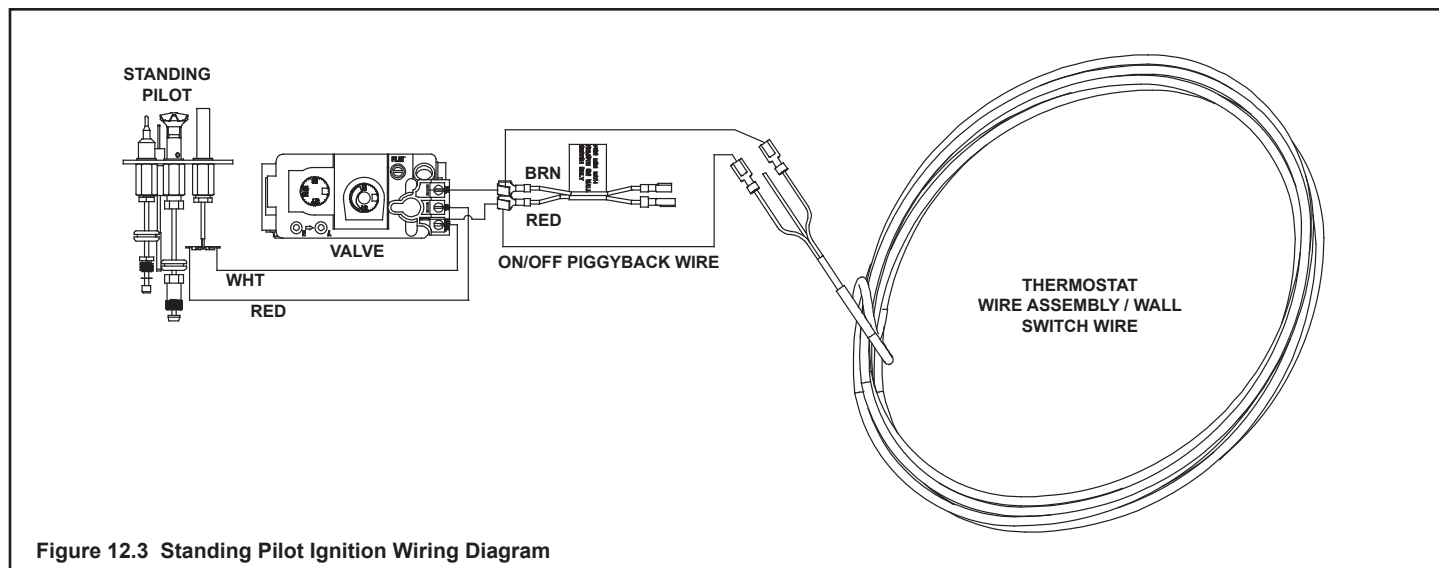 STANDING
PILOT
BRN
RED
VALVE
ON/OFF PIGGYBACK WIRE
WHT
RED
THERMOSTAT
WIRE ASSEMBLY / WALL
SWITCH WIRE
Figure 12.3 Standing Pilot Ignition Wiring Diagram